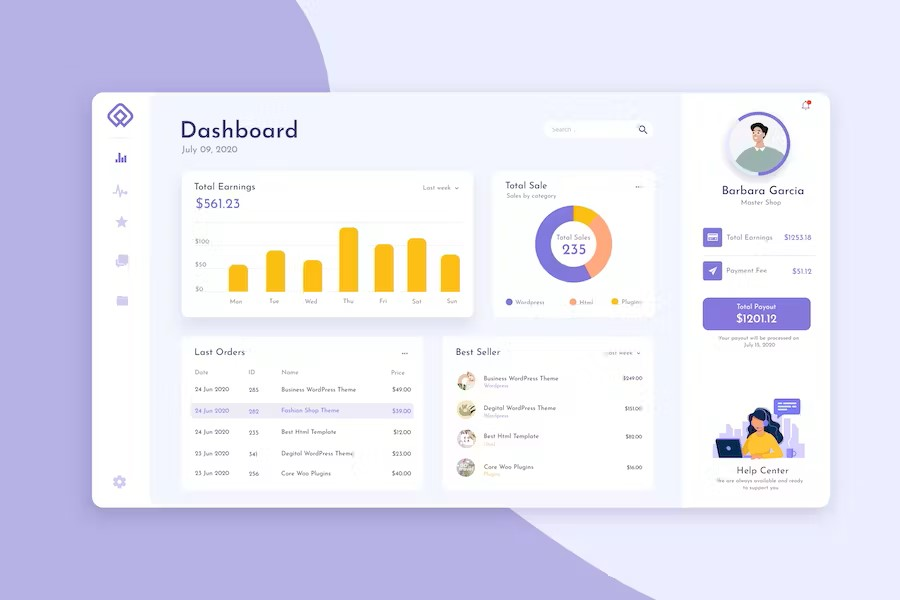 Dashboard
July 09, 2020
Search
Total Earnings
Last week
$561.23
$100
$50
$0
Mon Tue Wed Thu Fri Sat Sun
Total Sale
Sales by category
Total Sales
235
Wordpress Html Plugins
Last Orders
Date ID Name Price
24 Jun 2020 285 Business WordPress Theme $49.00
24 Jun 2020 262 Fashion Shop Theme $39.00
24 Jun 2020 235 Best Html Template $12.00
23 Jun 2020 341 Degital WordPress Theme $23.00
23 Jun 2020 256 Core Woo Plugins $40.00
Best Seller
Last week
Business WordPress Theme $249.00
Wordpress
Degital WordPress Theme
Wordpress
Best Html Template $82.00
Html
Core Woo Plugins $16.00
Plugins
Barbara Garcia
Master Shop
Total Earnings $1253.18
Payment Fee $51.12
Total Payout
$1201.12
Your payout will be processed on
July 15, 2020
Help Center
We are always available and ready
to support you